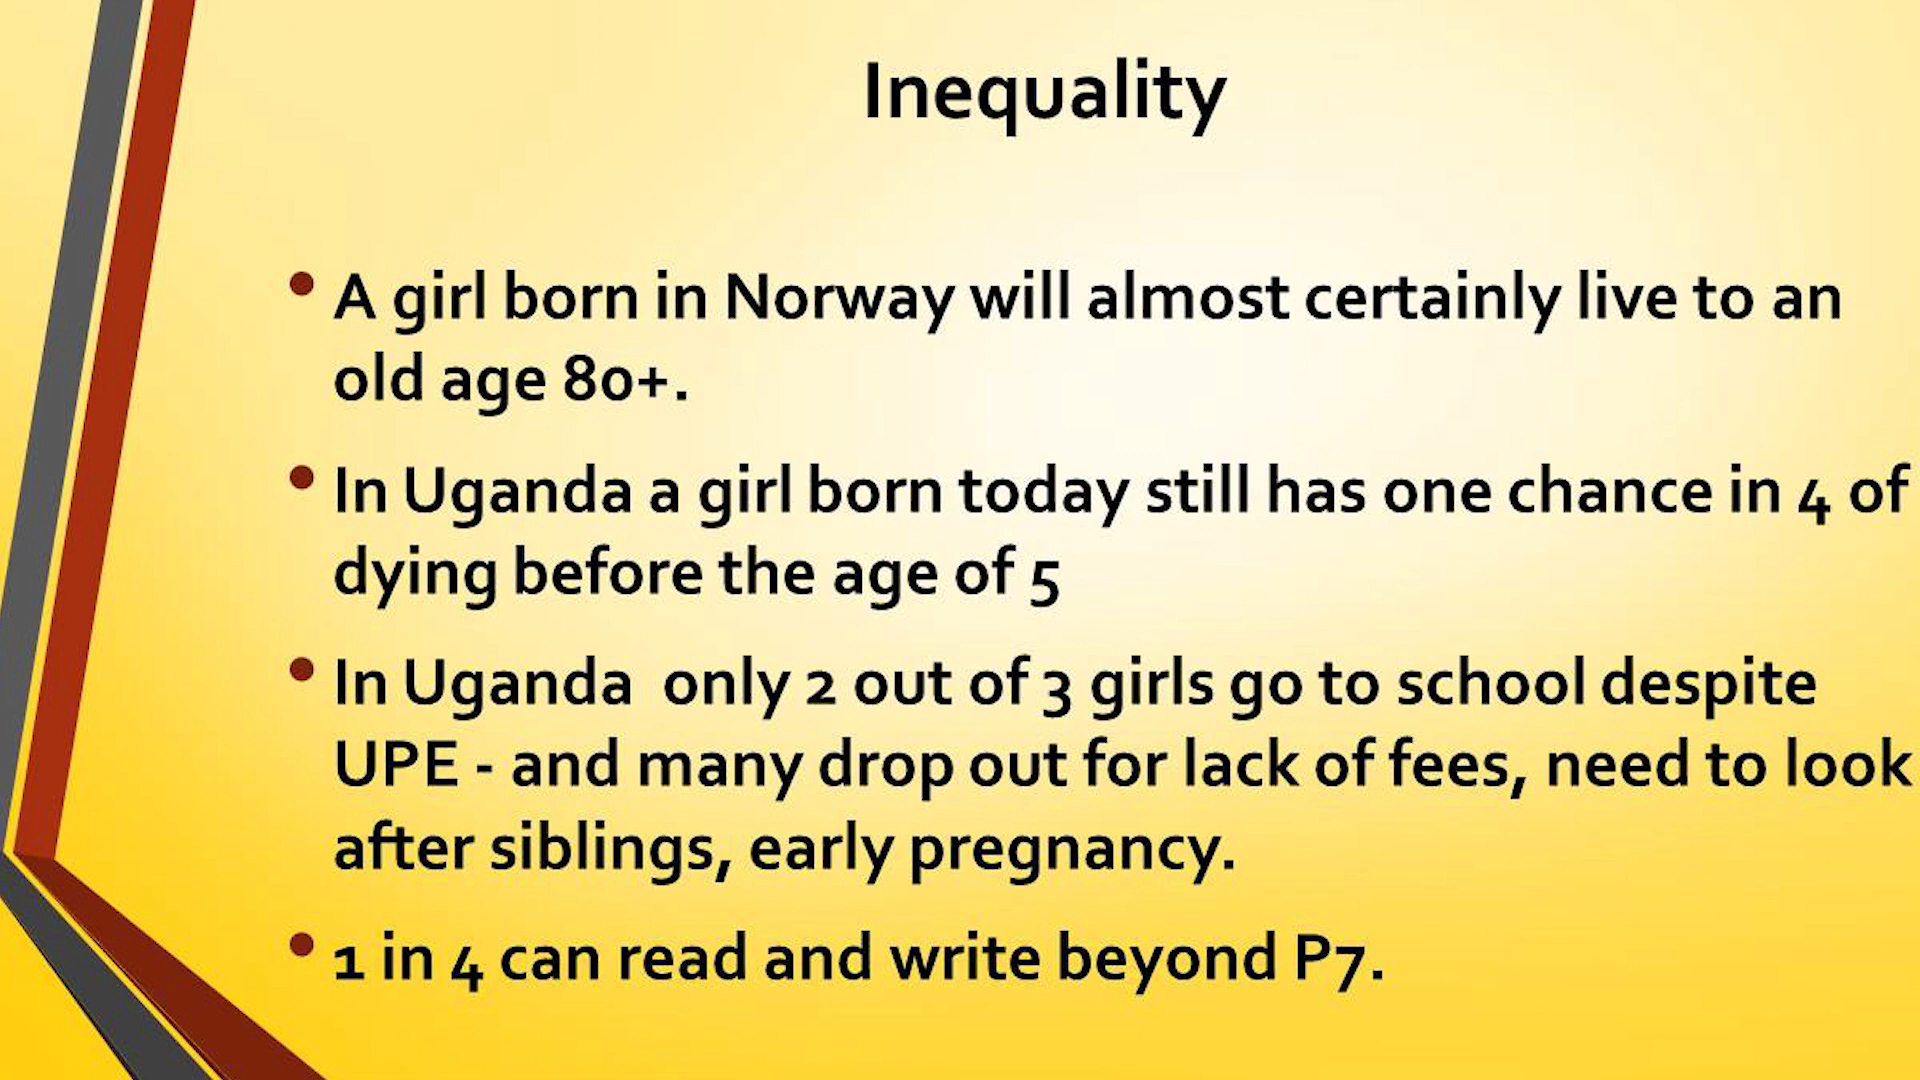 Inequality
• A girl born in Norway will almost certainly live to an
old age 80+.
• In Uganda a girl born today still has one chance in 4 of
dying before the age of 5
• In Uganda  only 2 out of 3 girls go to school despite
UPE - and many drop out for lack of fees, need to look
after siblings, early pregnancy.
• 1 in 4 can read and write beyond P7.